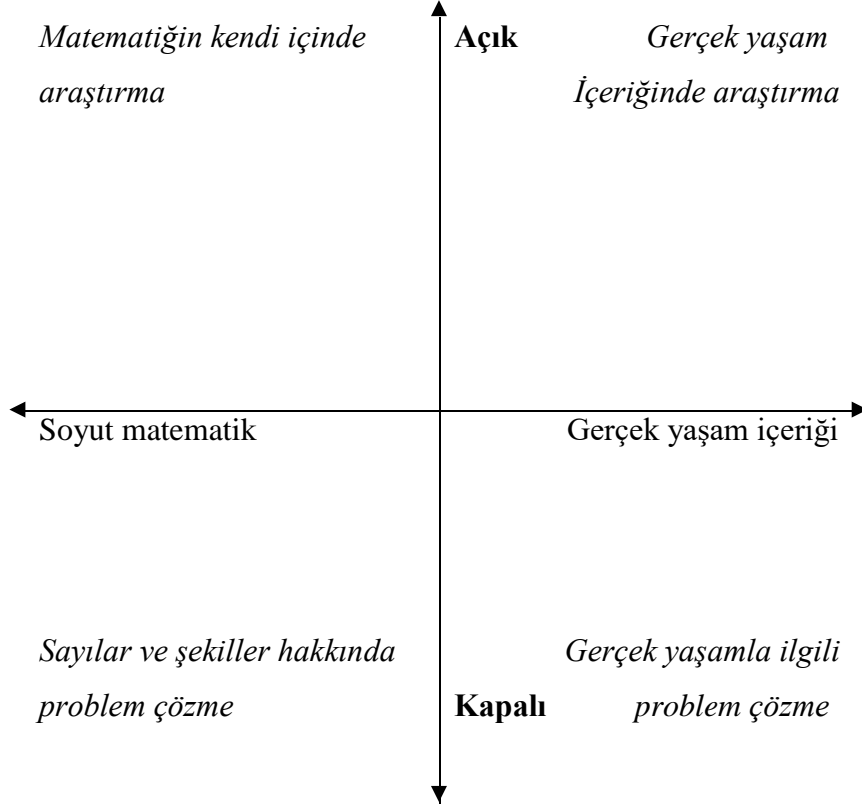 Matematiğin kendi içinde
araştırma
Açık
Gerçek yaşam
İçeriğinde araştırma
Soyut matematik
Gerçek yaşam içeriği
Sayılar ve şekiller hakkında
problem çözme
Kapalı
Gerçek yaşamla ilgili
problem çözme